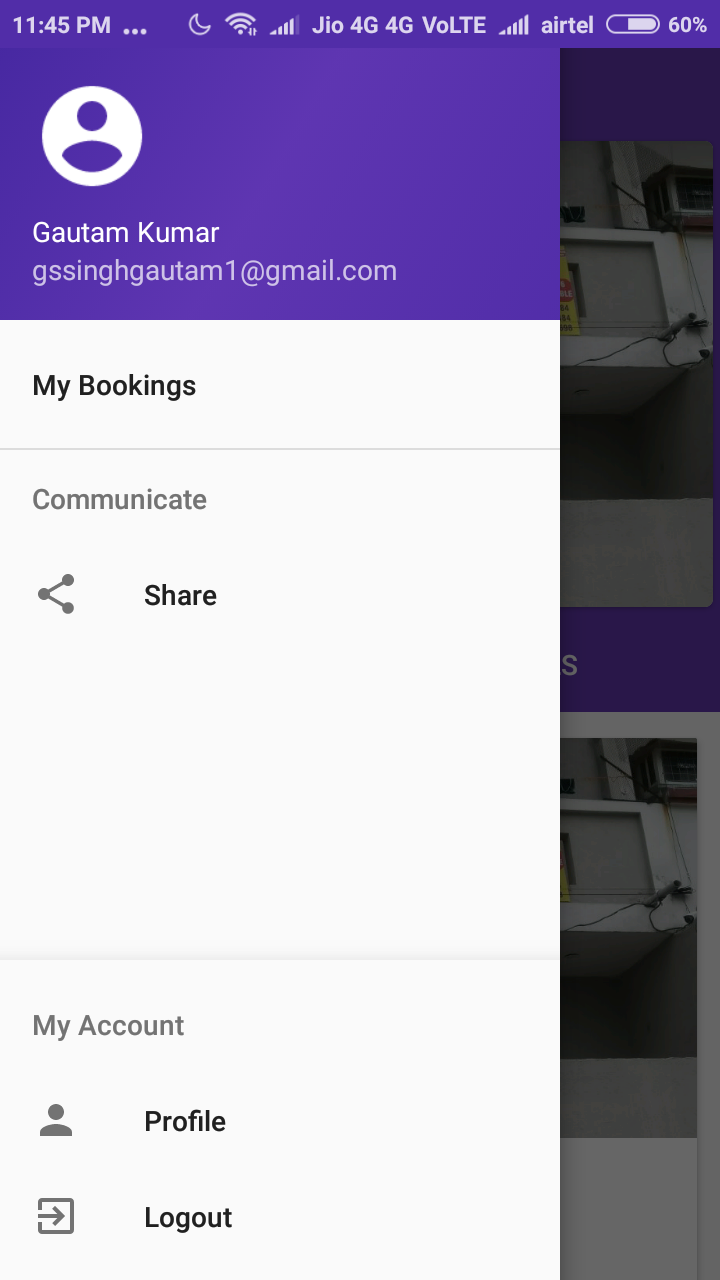 11:45 PM ... Jio 4G 4G VoLTE airtel 60%
Gautam Kumar
gssinghgautam1@gmail.com
My Bookings
Communicate
Share
S
My Account
Profile
Logout